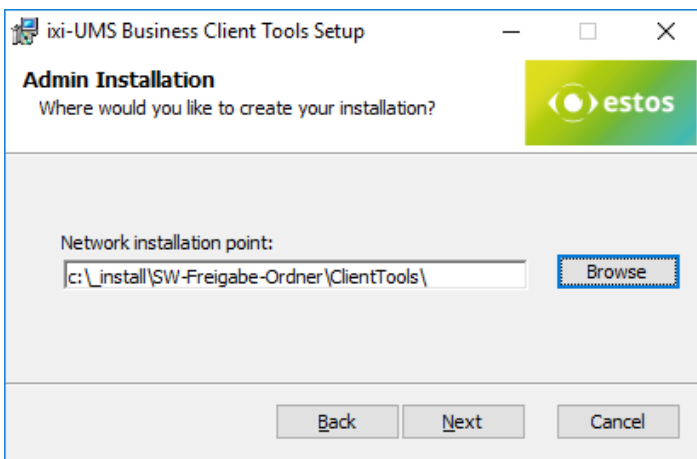 ixi-UMS Business Client Tools Setup
Admin Installation
Where would you like to create your installation?
estos
Network installation point:
c:\_install\SW-Freigabe-Ordner\ClientTools\
Browse
Back
Next
Cancel